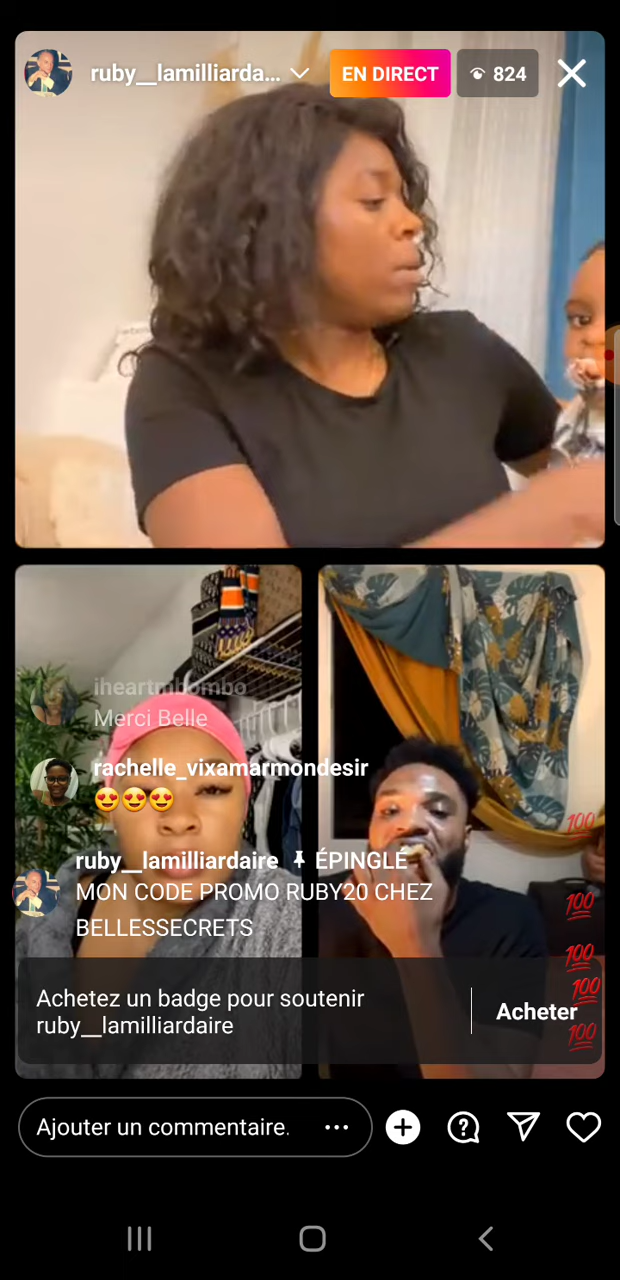 ruby__lamilliarda...
EN DIRECT
824
iheartmbombo
Merci Belle
rachelle_vixamarmondesir
😍😍😍
ruby__lamilliardaire ÉPINGLÉ
MON CODE PROMO RUBY20 CHEZ
BELLESSECRETS
💯
💯
💯
💯
💯
Achetez un badge pour soutenir
ruby__lamilliardaire
Acheter
Ajouter un commentaire.